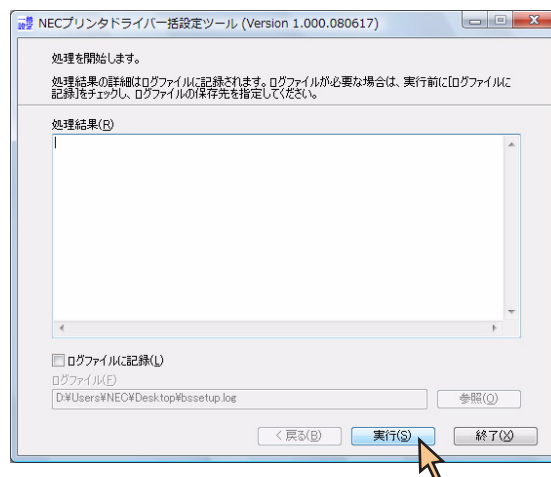 NECプリンタドライバー括設定ツール (Version 1.000.080617)
処理を開始します。
処理結果の詳細はログファイルに記録されます。ログファイルが必要な場合は、実行前に[ログファイルに
記録]をチェックし、ログファイルの保存先を指定してください。
処理結果(R)
ログファイルに記録(L)
ログファイル(F)
D:¥Users¥NEC¥Desktop¥bssetup.log
参照(O)
< 戻る(B)
実行(S)
終了(X)